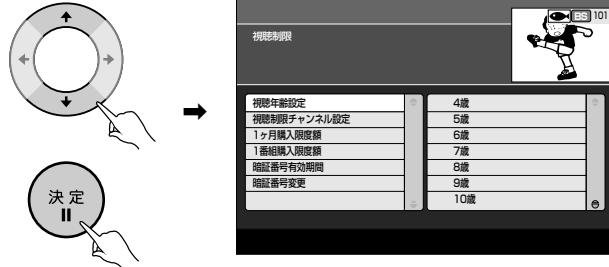 決定
視聴制限
BS 101
視聴年齢設定
視聴制限チャンネル設定
1ヶ月購入限度額
1番組購入限度額
暗証番号有効期間
暗証番号変更
4歳
5歳
6歳
7歳
8歳
9歳
10歳